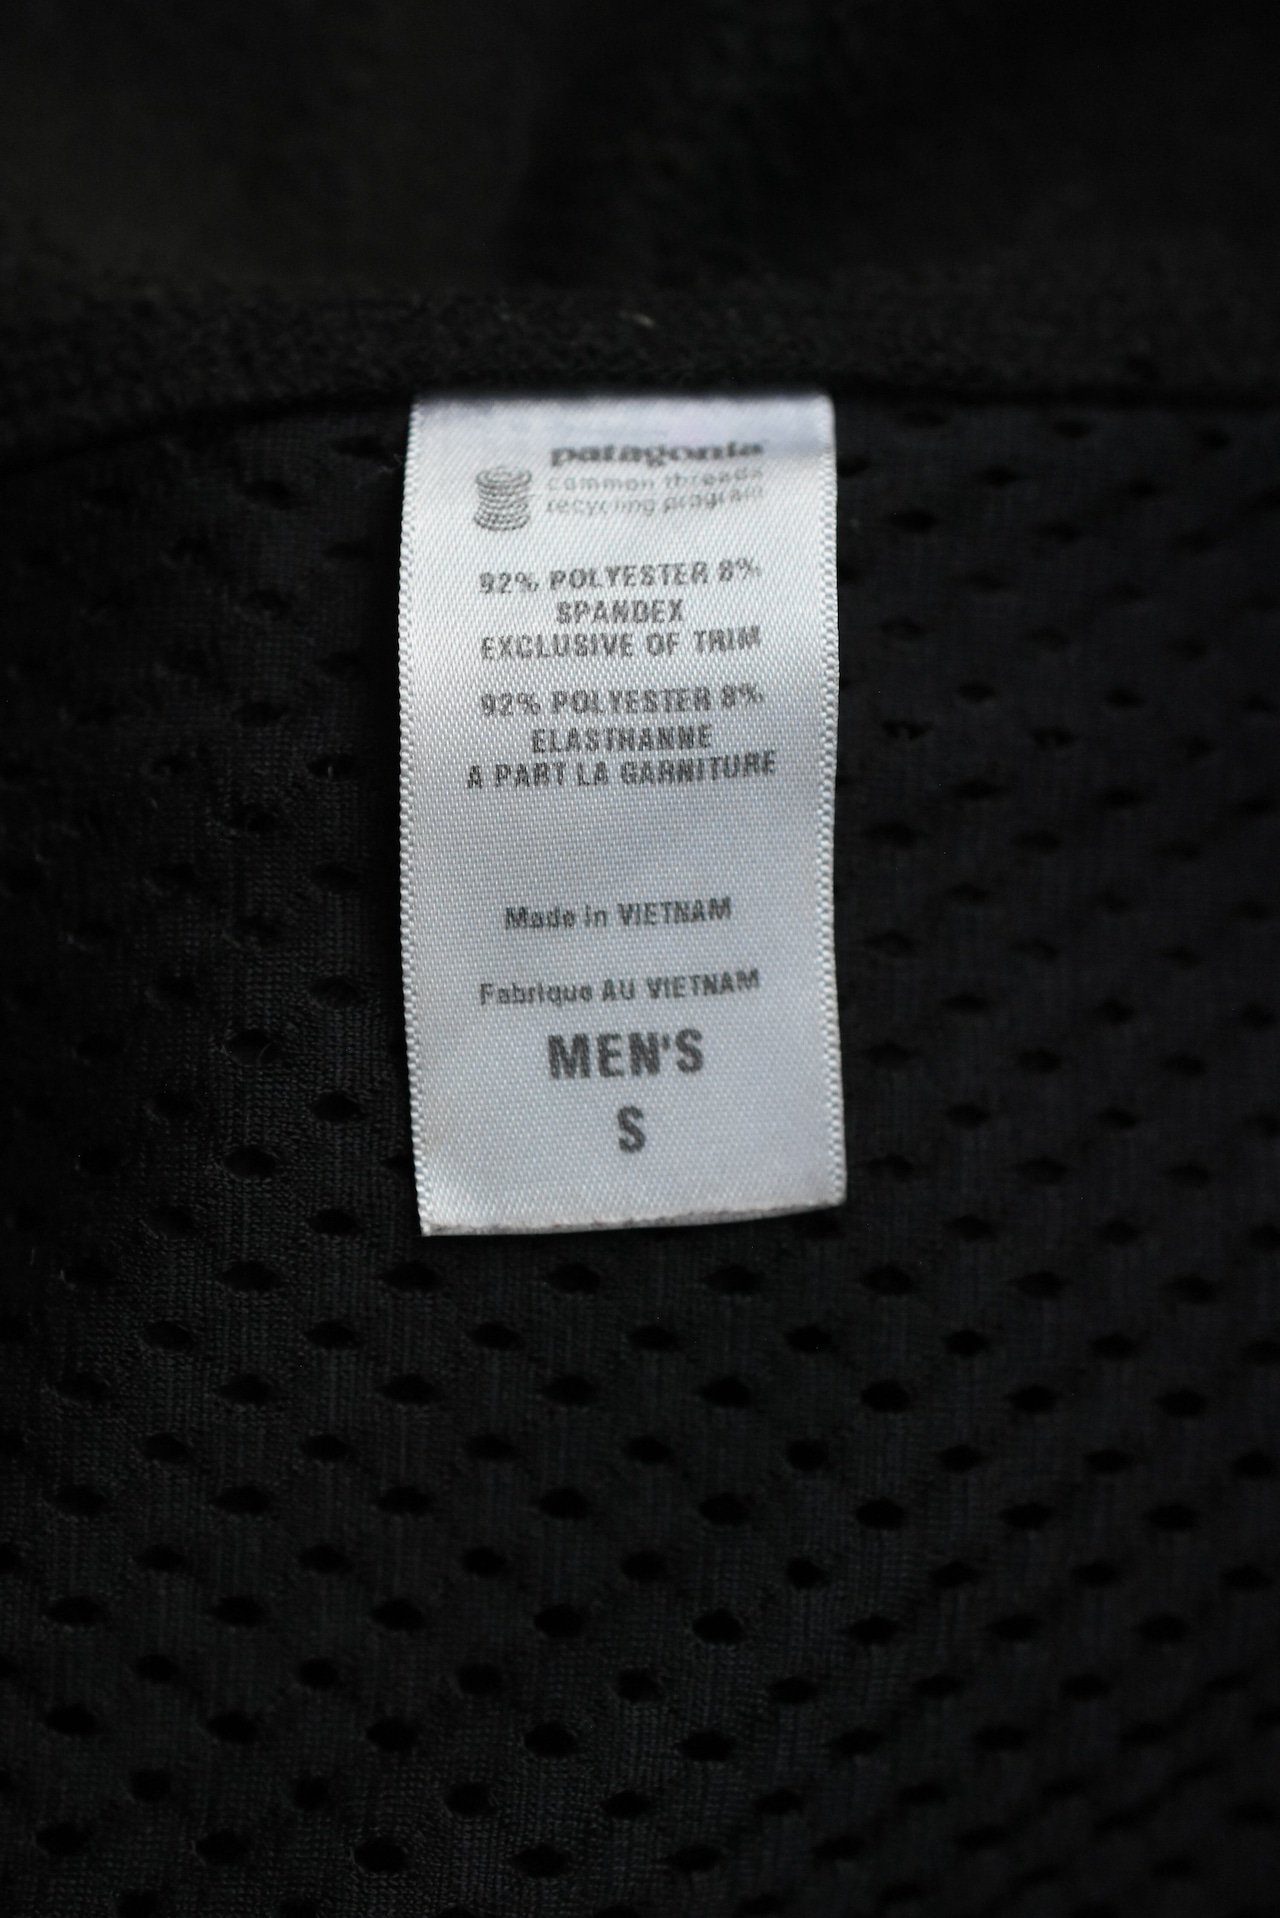 patagonia
common threads
recycling program
92% POLYESTER 8%
SPANDEX
EXCLUSIVE OF TRIM
92% POLYESTER 8%
ELASTHANNE
A PART LA GARNITURE
Made in VIETNAM
Fabrique AU VIETNAM
MEN'S
S